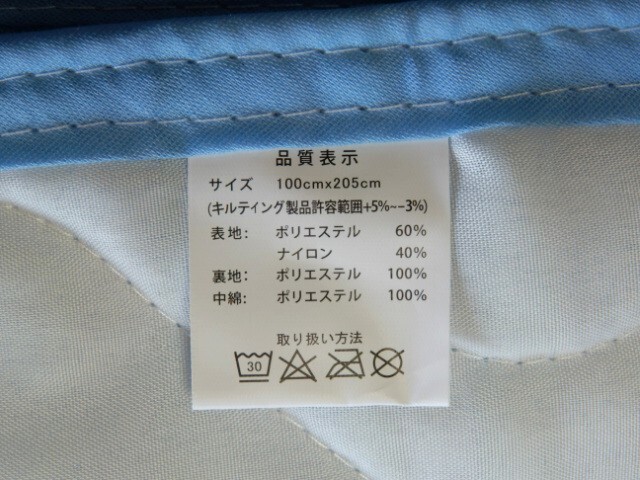 品質表示
サイズ 100cmx205cm
(キルティング製品許容範囲+5%~-3%)
表地: ポリエステル 60%
ナイロン 40%
裏地: ポリエステル 100%
中綿: ポリエステル 100%
取り扱い方法
30